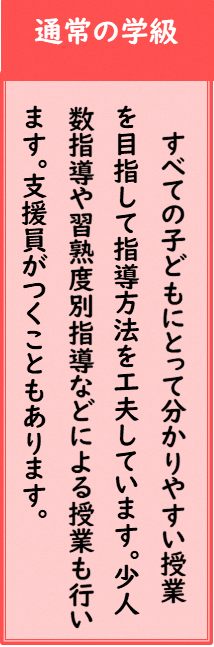 通常の学級
すべての子どもにとって分かりやすい授業
を目指して指導方法を工夫しています。少人
数指導や習熟度別指導などによる授業も行い
ます。支援員がつくこともあります。